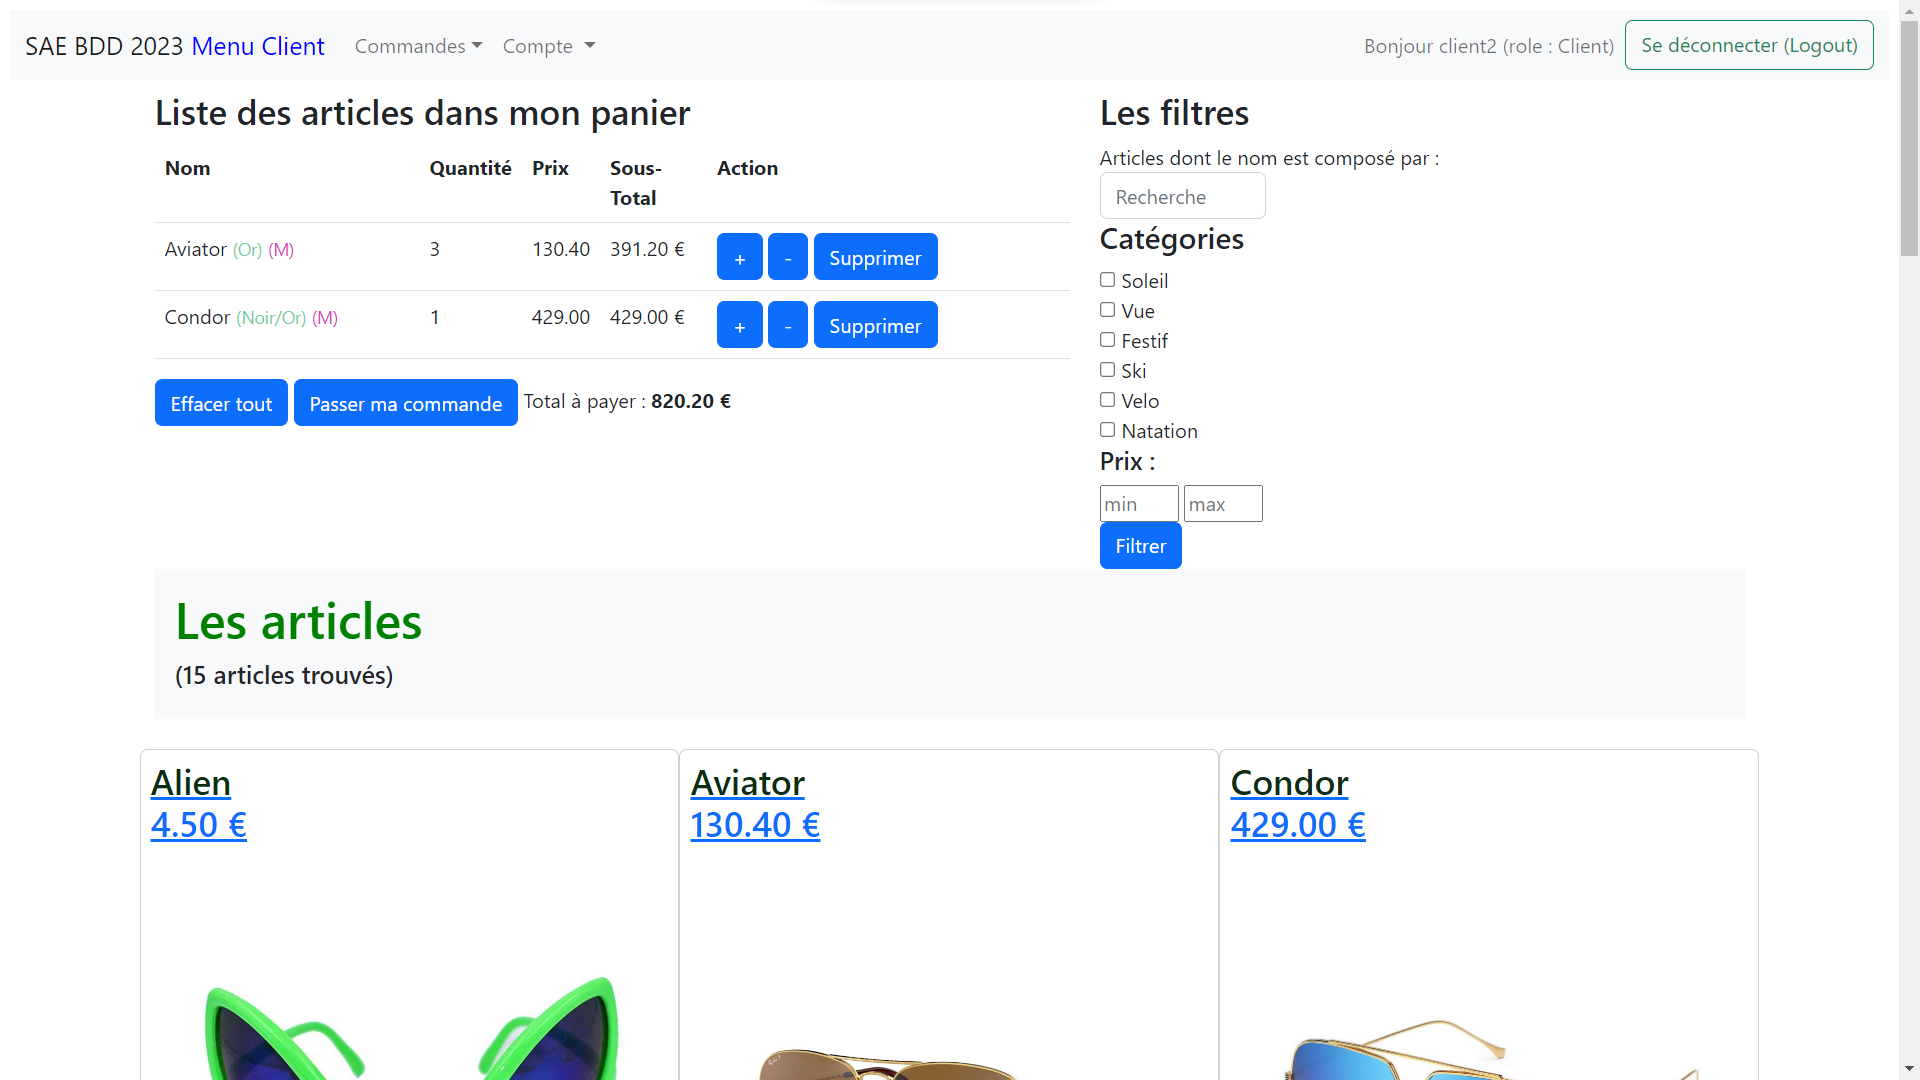 SAE BDD 2023 Menu Client Commandes Compte Bonjour client2 (role : Client) Se déconnecter (Logout)
Liste des articles dans mon panier
Nom Quantité Prix Sous-Total Action
Aviator (Or) (M) 3 130.40 391.20 € + - Supprimer
Condor (Noir/Or) (M) 1 429.00 429.00 € + - Supprimer
Effacer tout Passer ma commande Total à payer : 820.20 €
Les filtres
Articles dont le nom est composé par :
Recherche
Catégories
Soleil
Vue
Festif
Ski
Velo
Natation
Prix :
min max
Filtrer
Les articles
(15 articles trouvés)
Alien
4.50 €
Aviator
130.40 €
Condor
429.00 €